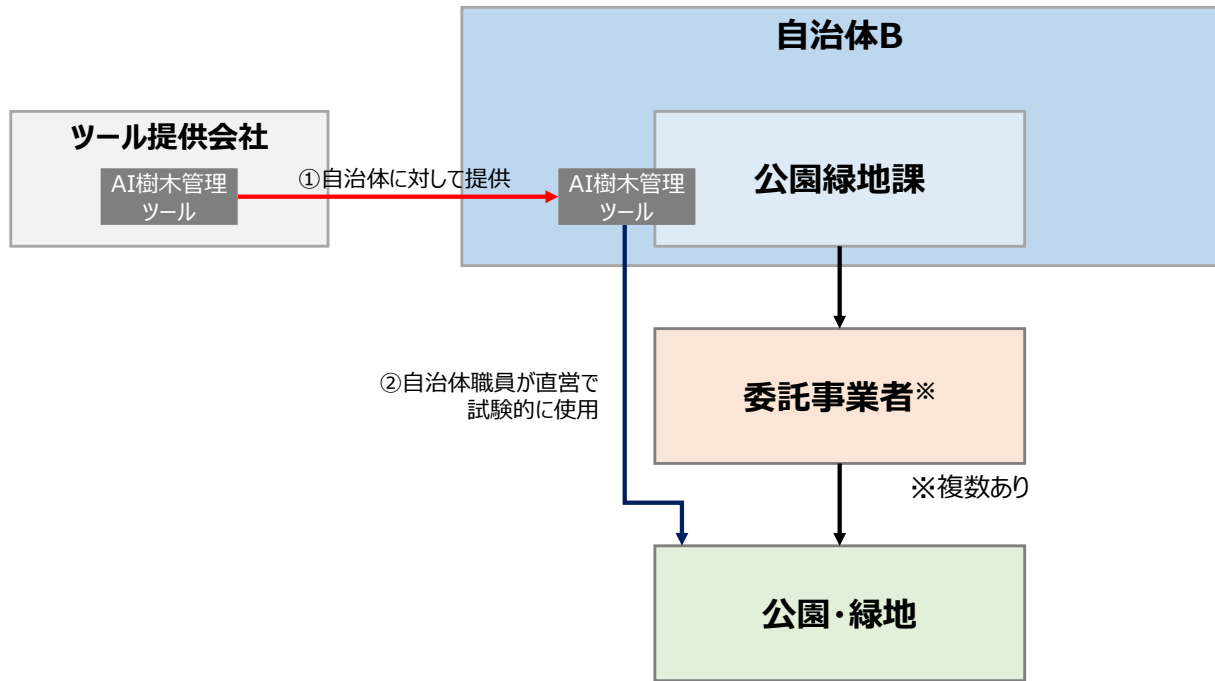 自治体B
ツール提供会社
AI樹木管理
ツール
①自治体に対して提供
AI樹木管理
ツール
公園緑地課
②自治体職員が直営で
試験的に使用
委託事業者※
※複数あり
公園・緑地